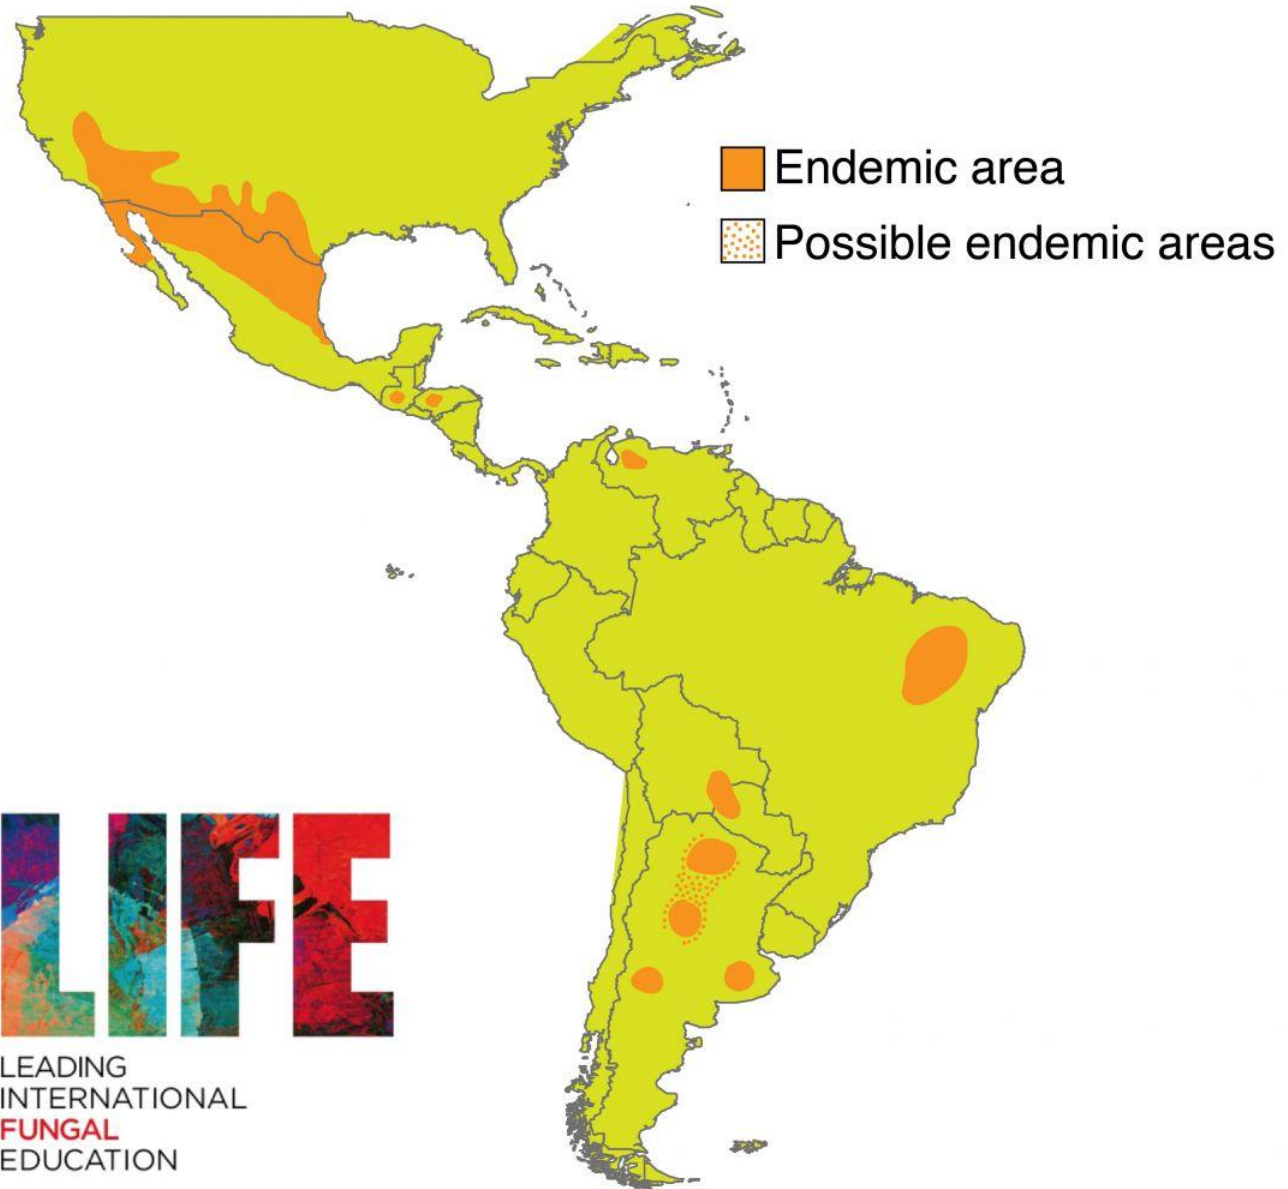 Endemic area
Possible endemic areas
LIFE
LEADING
INTERNATIONAL
FUNGAL
EDUCATION